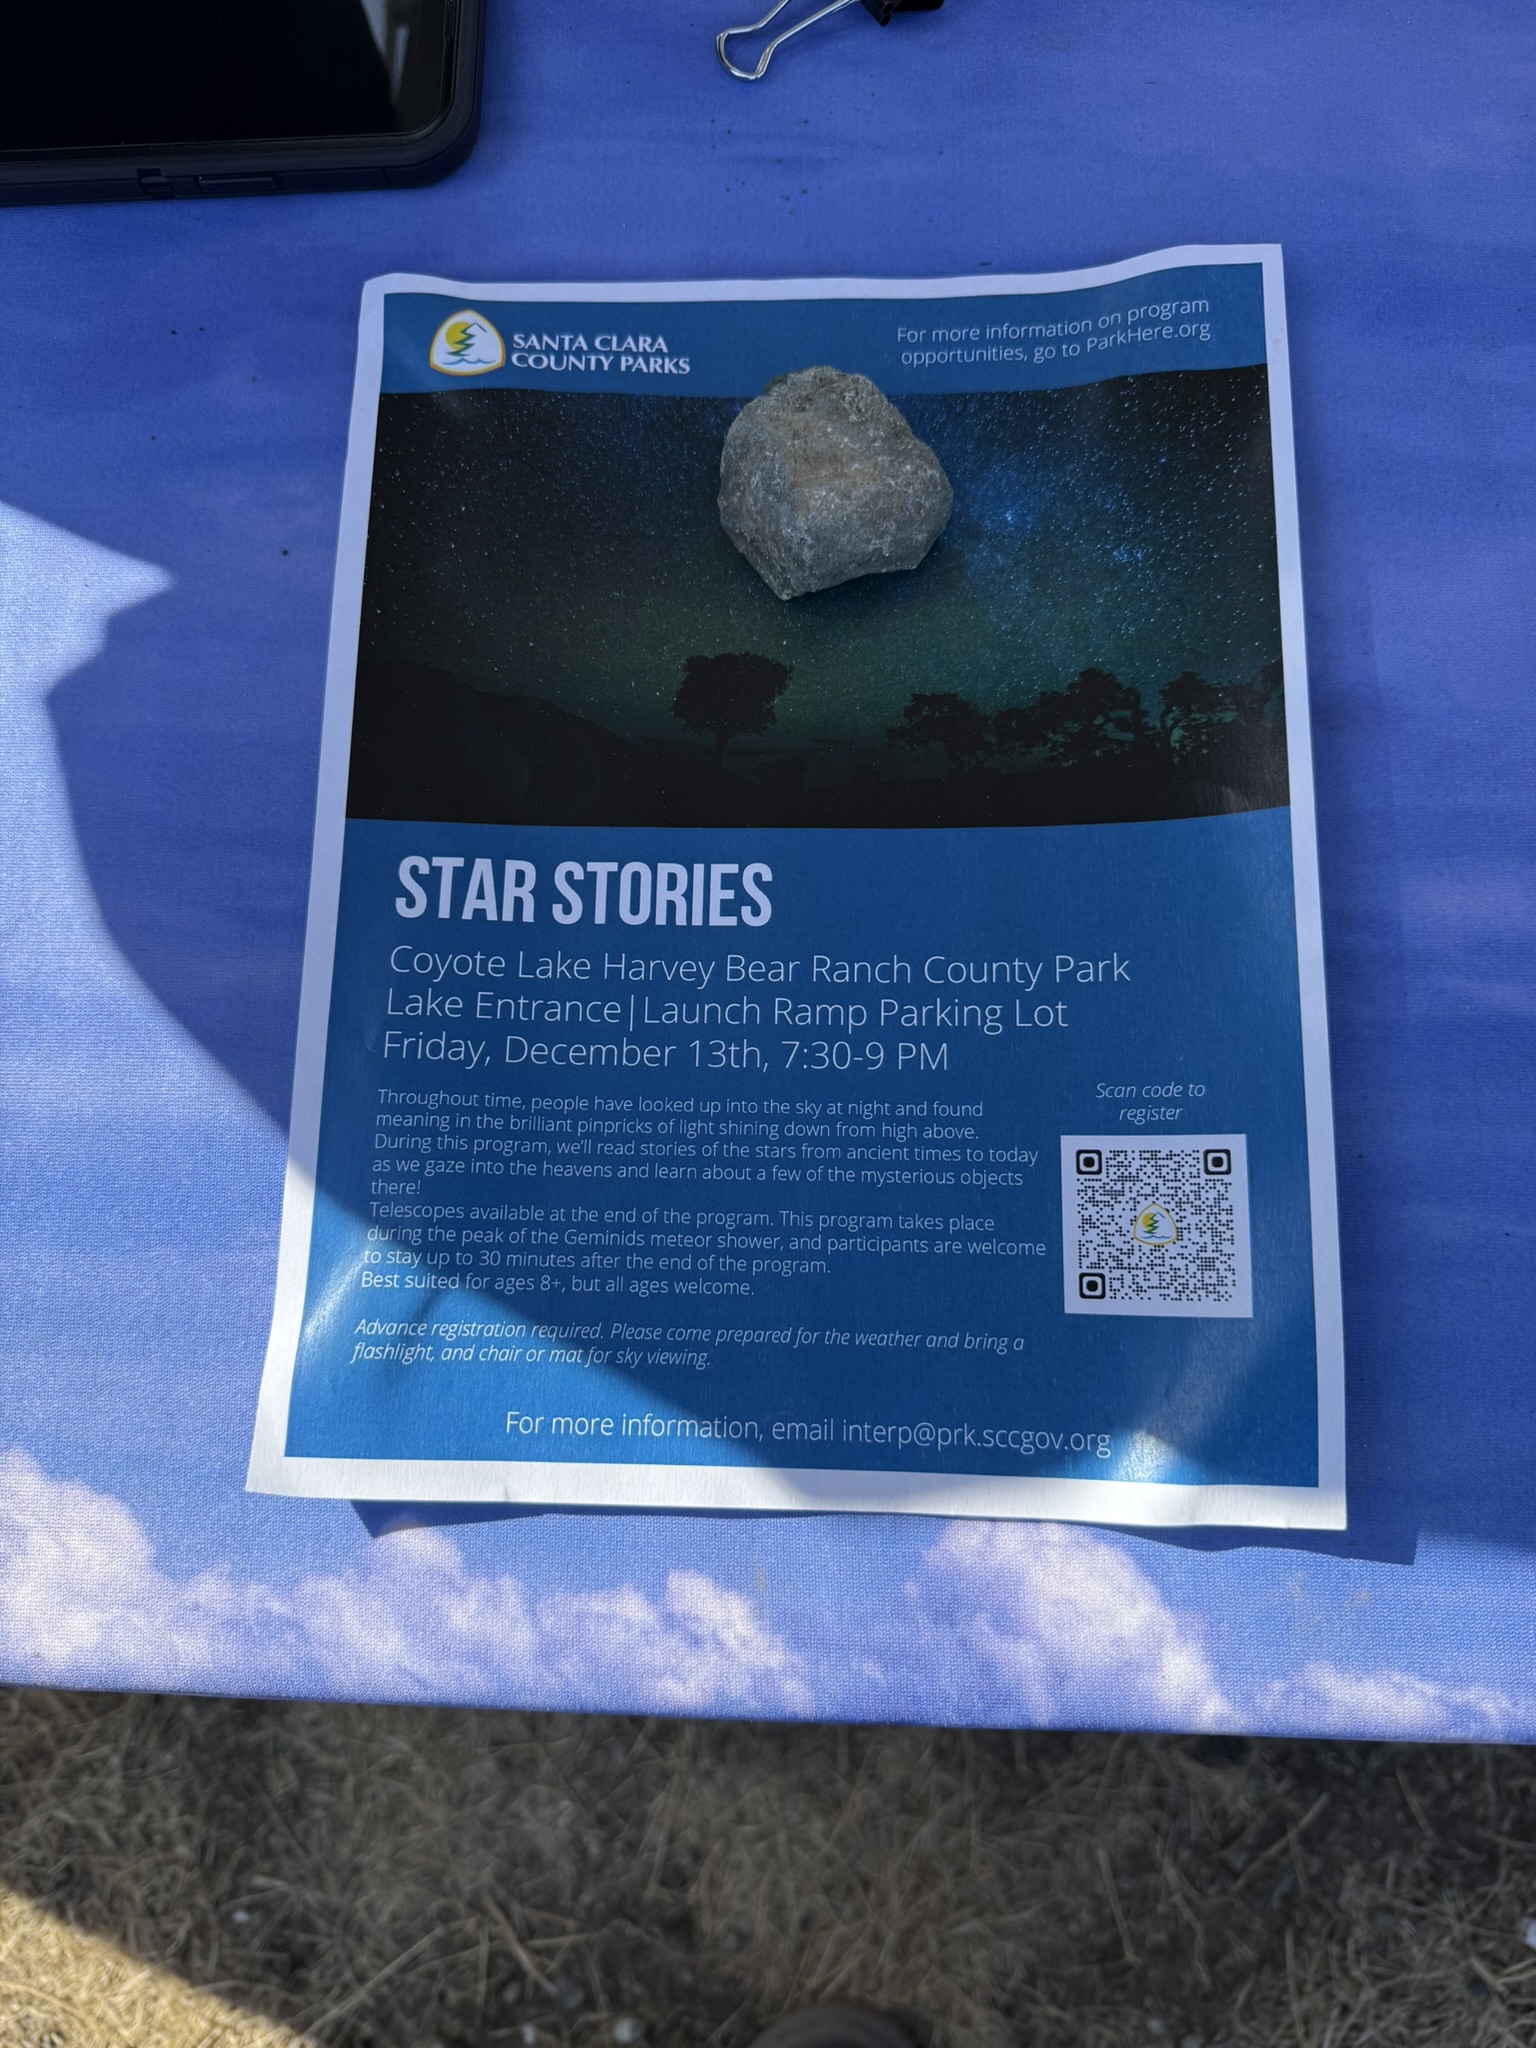 SANTA CLARA
COUNTY PARKS
For more information on program
opportunities, go to ParkHere.org
STAR STORIES
Coyote Lake Harvey Bear Ranch County Park
Lake Entrance|Launch Ramp Parking Lot
Friday, December 13th, 7:30-9 PM
Throughout time, people have looked up into the sky at night and found
meaning in the brilliant pinpricks of light shining down from high above.
During this program, we'll read stories of the stars from ancient times to today
as we gaze into the heavens and learn about a few of the mysterious objects
there!
Telescopes available at the end of the program. This program takes place
during the peak of the Geminids meteor shower, and participants are welcome
to stay up to 30 minutes after the end of the program.
Best suited for ages 8+, but all ages welcome.
Advance registration required. Please come prepared for the weather and bring a
flashlight, and chair or mat for sky viewing.
Scan code to
register
For more information, email interp@prk.sccgov.org